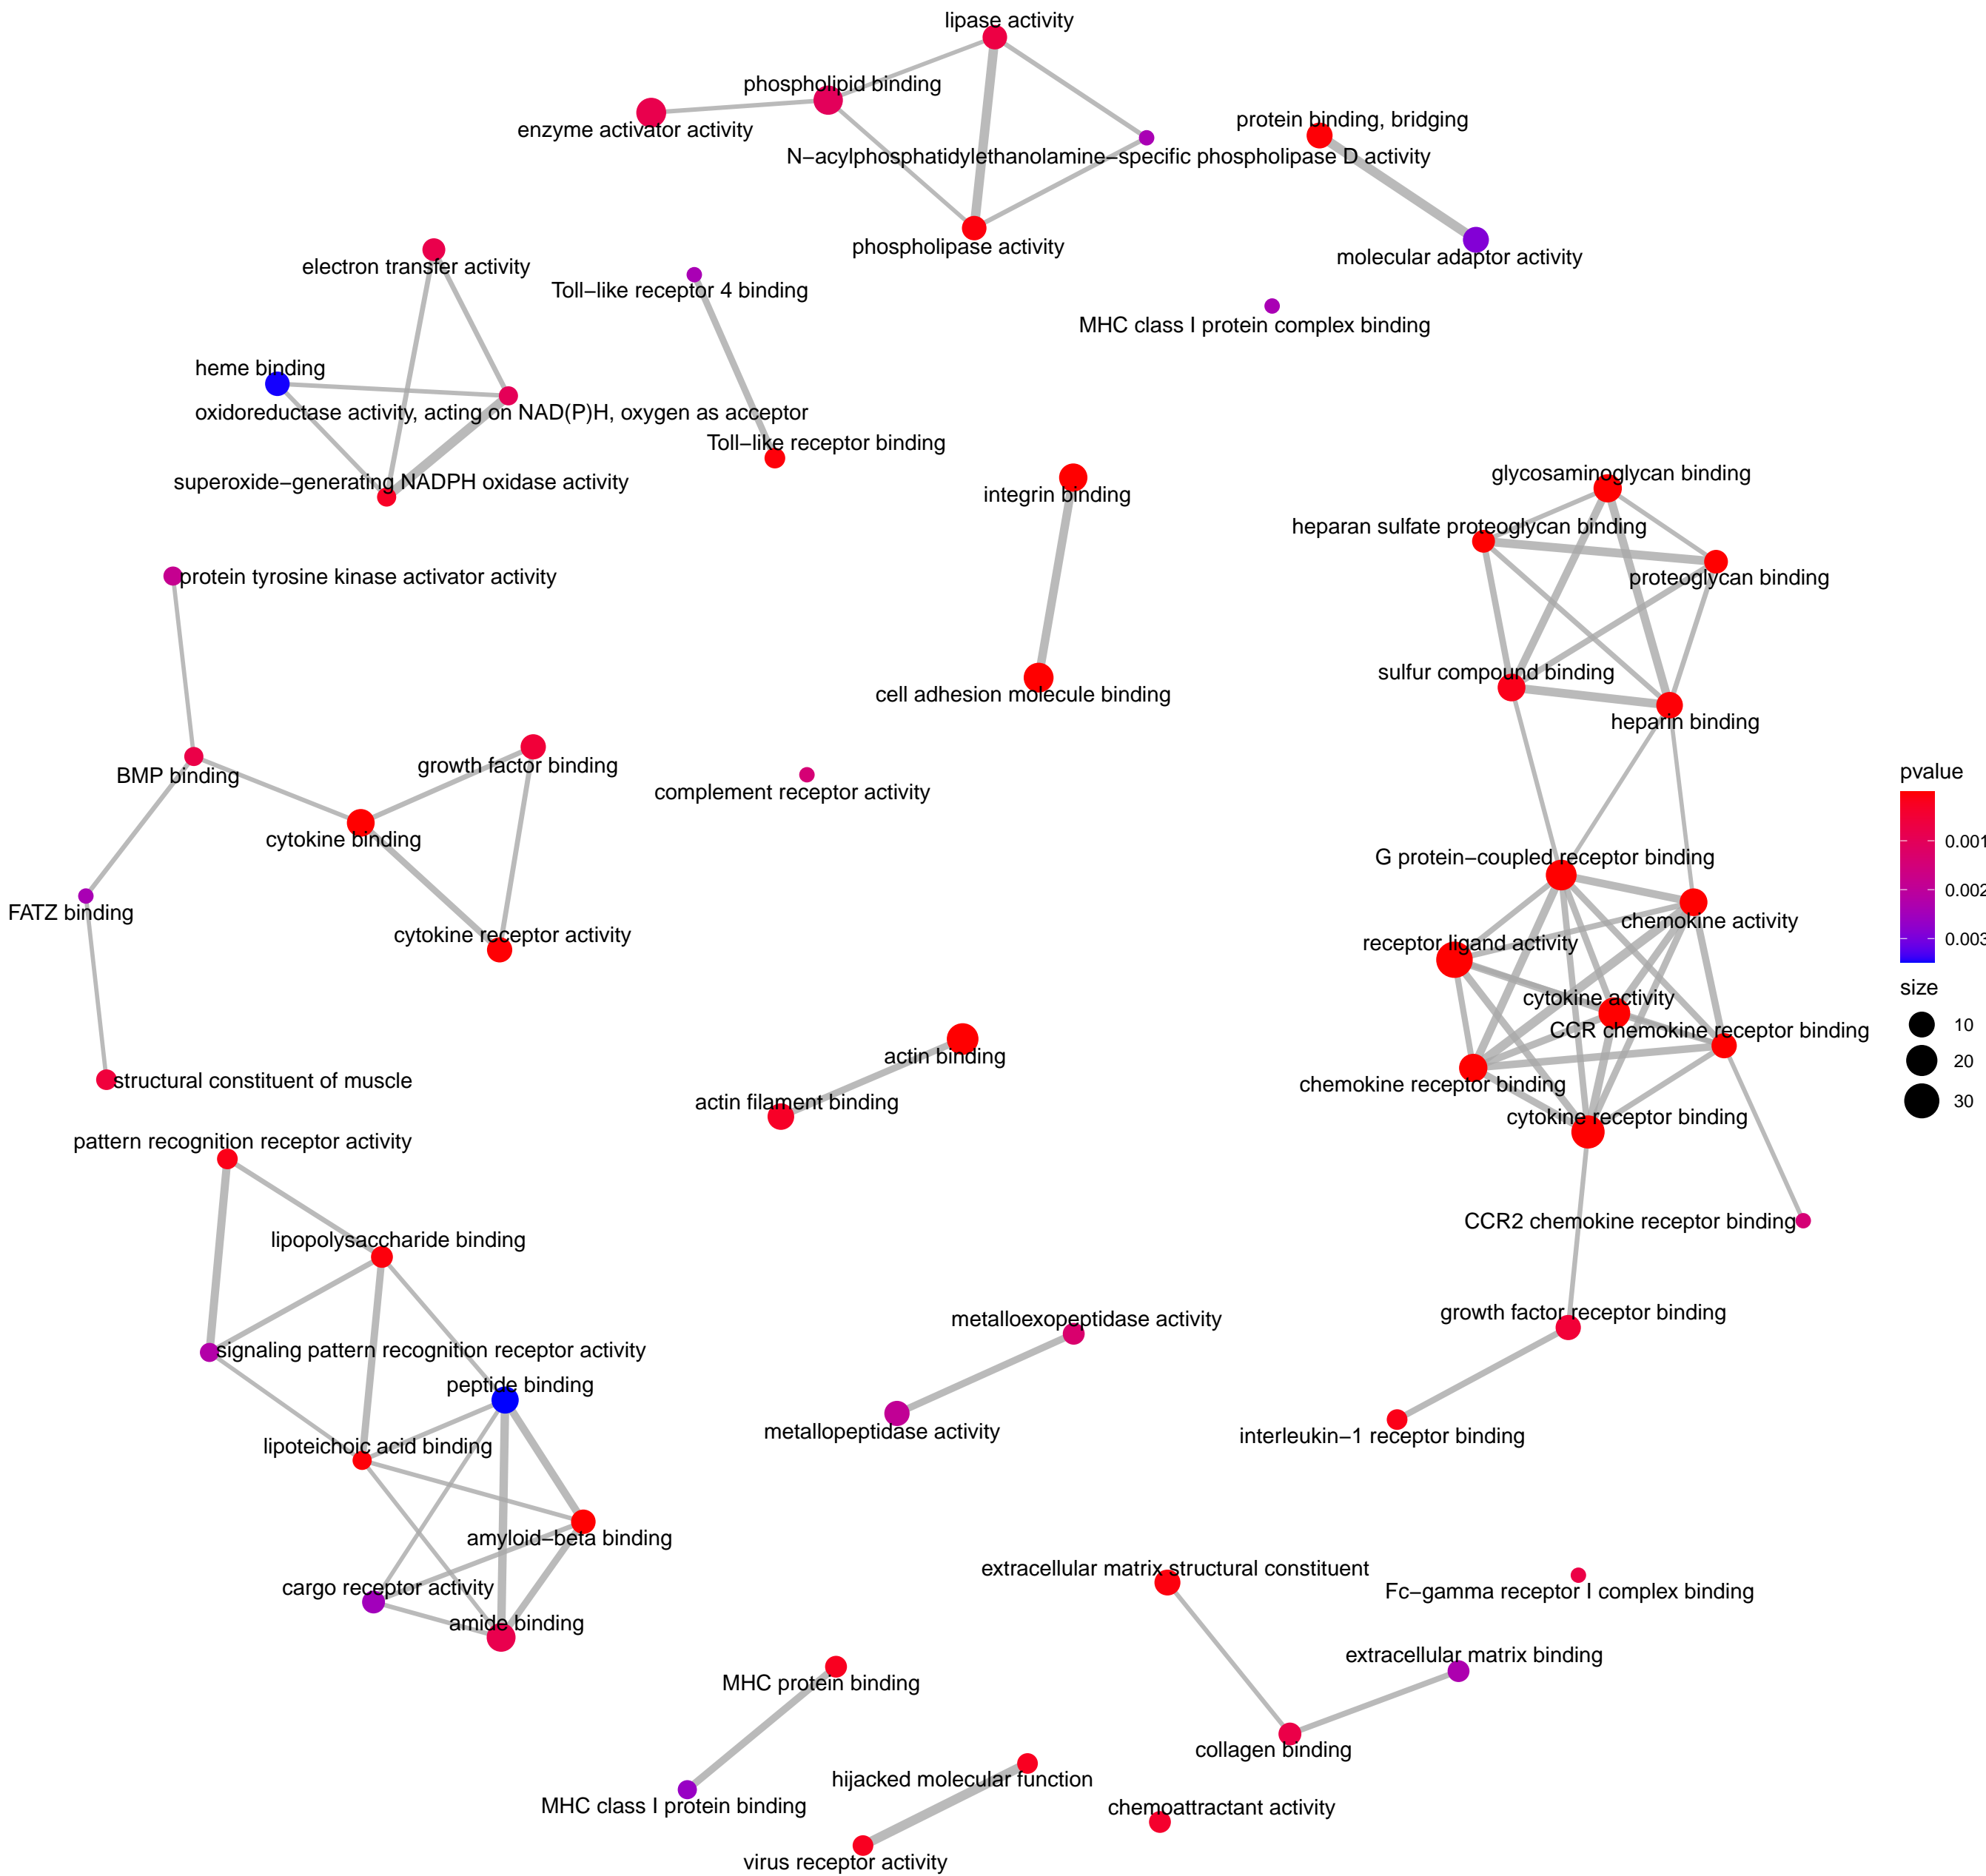 lipase activity
phospholipid binding
enzyme activator activity
protein binding, bridging
N−acylphosphatidylethanolamine−specific phospholipase D activity
phospholipase activity
molecular adaptor activity
electron transfer activity
Toll−like receptor 4 binding
MHC class I protein complex binding
heme binding
oxidoreductase activity, acting on NAD(P)H, oxygen as acceptor
Toll−like receptor binding
superoxide−generating NADPH oxidase activity
integrin binding
glycosaminoglycan binding
heparan sulfate proteoglycan binding
protein tyrosine kinase activator activity
proteoglycan binding
sulfur compound binding
cell adhesion molecule binding
heparin binding
growth factor binding
BMP binding
complement receptor activity
cytokine binding
G protein−coupled receptor binding
FATZ binding
chemokine activity
cytokine receptor activity
receptor ligand activity
cytokine activity
CCR chemokine receptor binding
actin binding
structural constituent of muscle
chemokine receptor binding
actin filament binding
cytokine receptor binding
pattern recognition receptor activity
CCR2 chemokine receptor binding
lipopolysaccharide binding
growth factor receptor binding
metalloexopeptidase activity
signaling pattern recognition receptor activity
peptide binding
metallopeptidase activity
interleukin−1 receptor binding
lipoteichoic acid binding
amyloid−beta binding
extracellular matrix structural constituent
cargo receptor activity
Fc−gamma receptor I complex binding
amide binding
extracellular matrix binding
MHC protein binding
collagen binding
hijacked molecular function
MHC class I protein binding
chemoattractant activity
virus receptor activity
pvalue
0.001
0.002
0.003
size
10
20
30